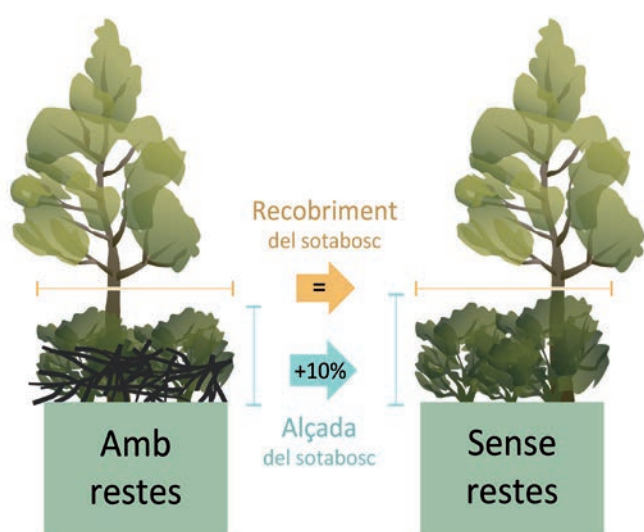 Recobriment
del sotabosc
=
+10%
Alçada
del sotabosc
Amb
restes
Sense
restes